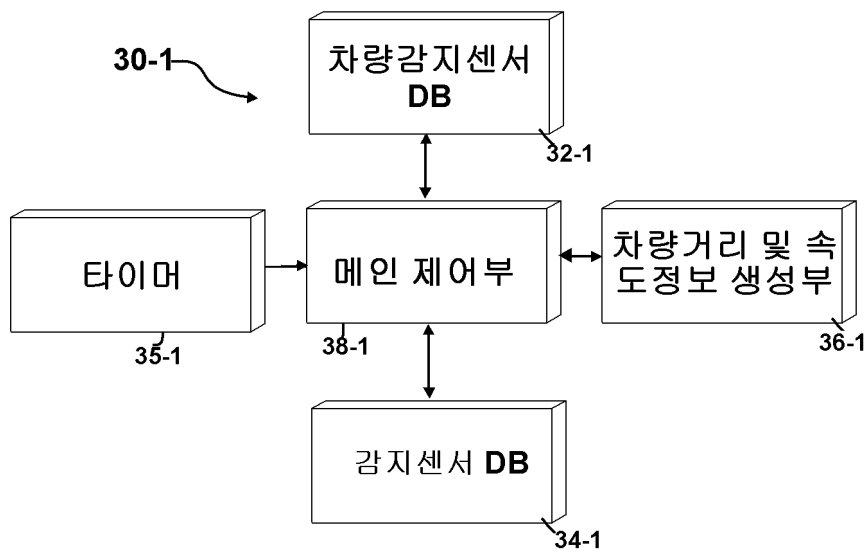 30-1
차량감지센서
DB
32-1
타이머
35-1
메인 제어부
38-1
차량거리 및 속
도정보 생성부
36-1
감지센서 DB
34-1